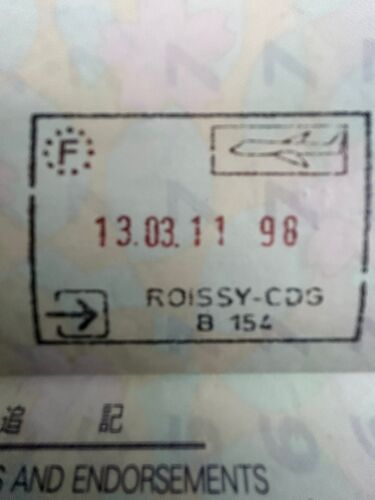 F
13.03.11 98
ROISSY-CDG
B 154
追記
S AND ENDORSEMENTS